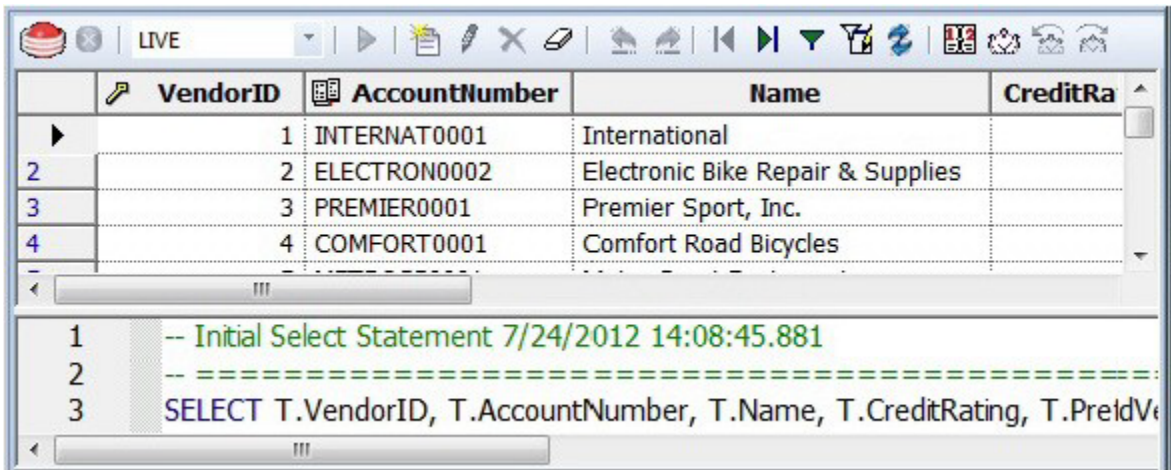 LIVE
VendorID AccountNumber Name CreditRa
1 INTERNAT0001 International
2 2 ELECTRON0002 Electronic Bike Repair & Supplies
3 3 PREMIER0001 Premier Sport, Inc.
4 4 COMFORT0001 Comfort Road Bicycles
1 -- Initial Select Statement 7/24/2012 14:08:45.881
2 -- ==============================================
3 SELECT T.VendorID, T.AccountNumber, T.Name, T.CreditRating,